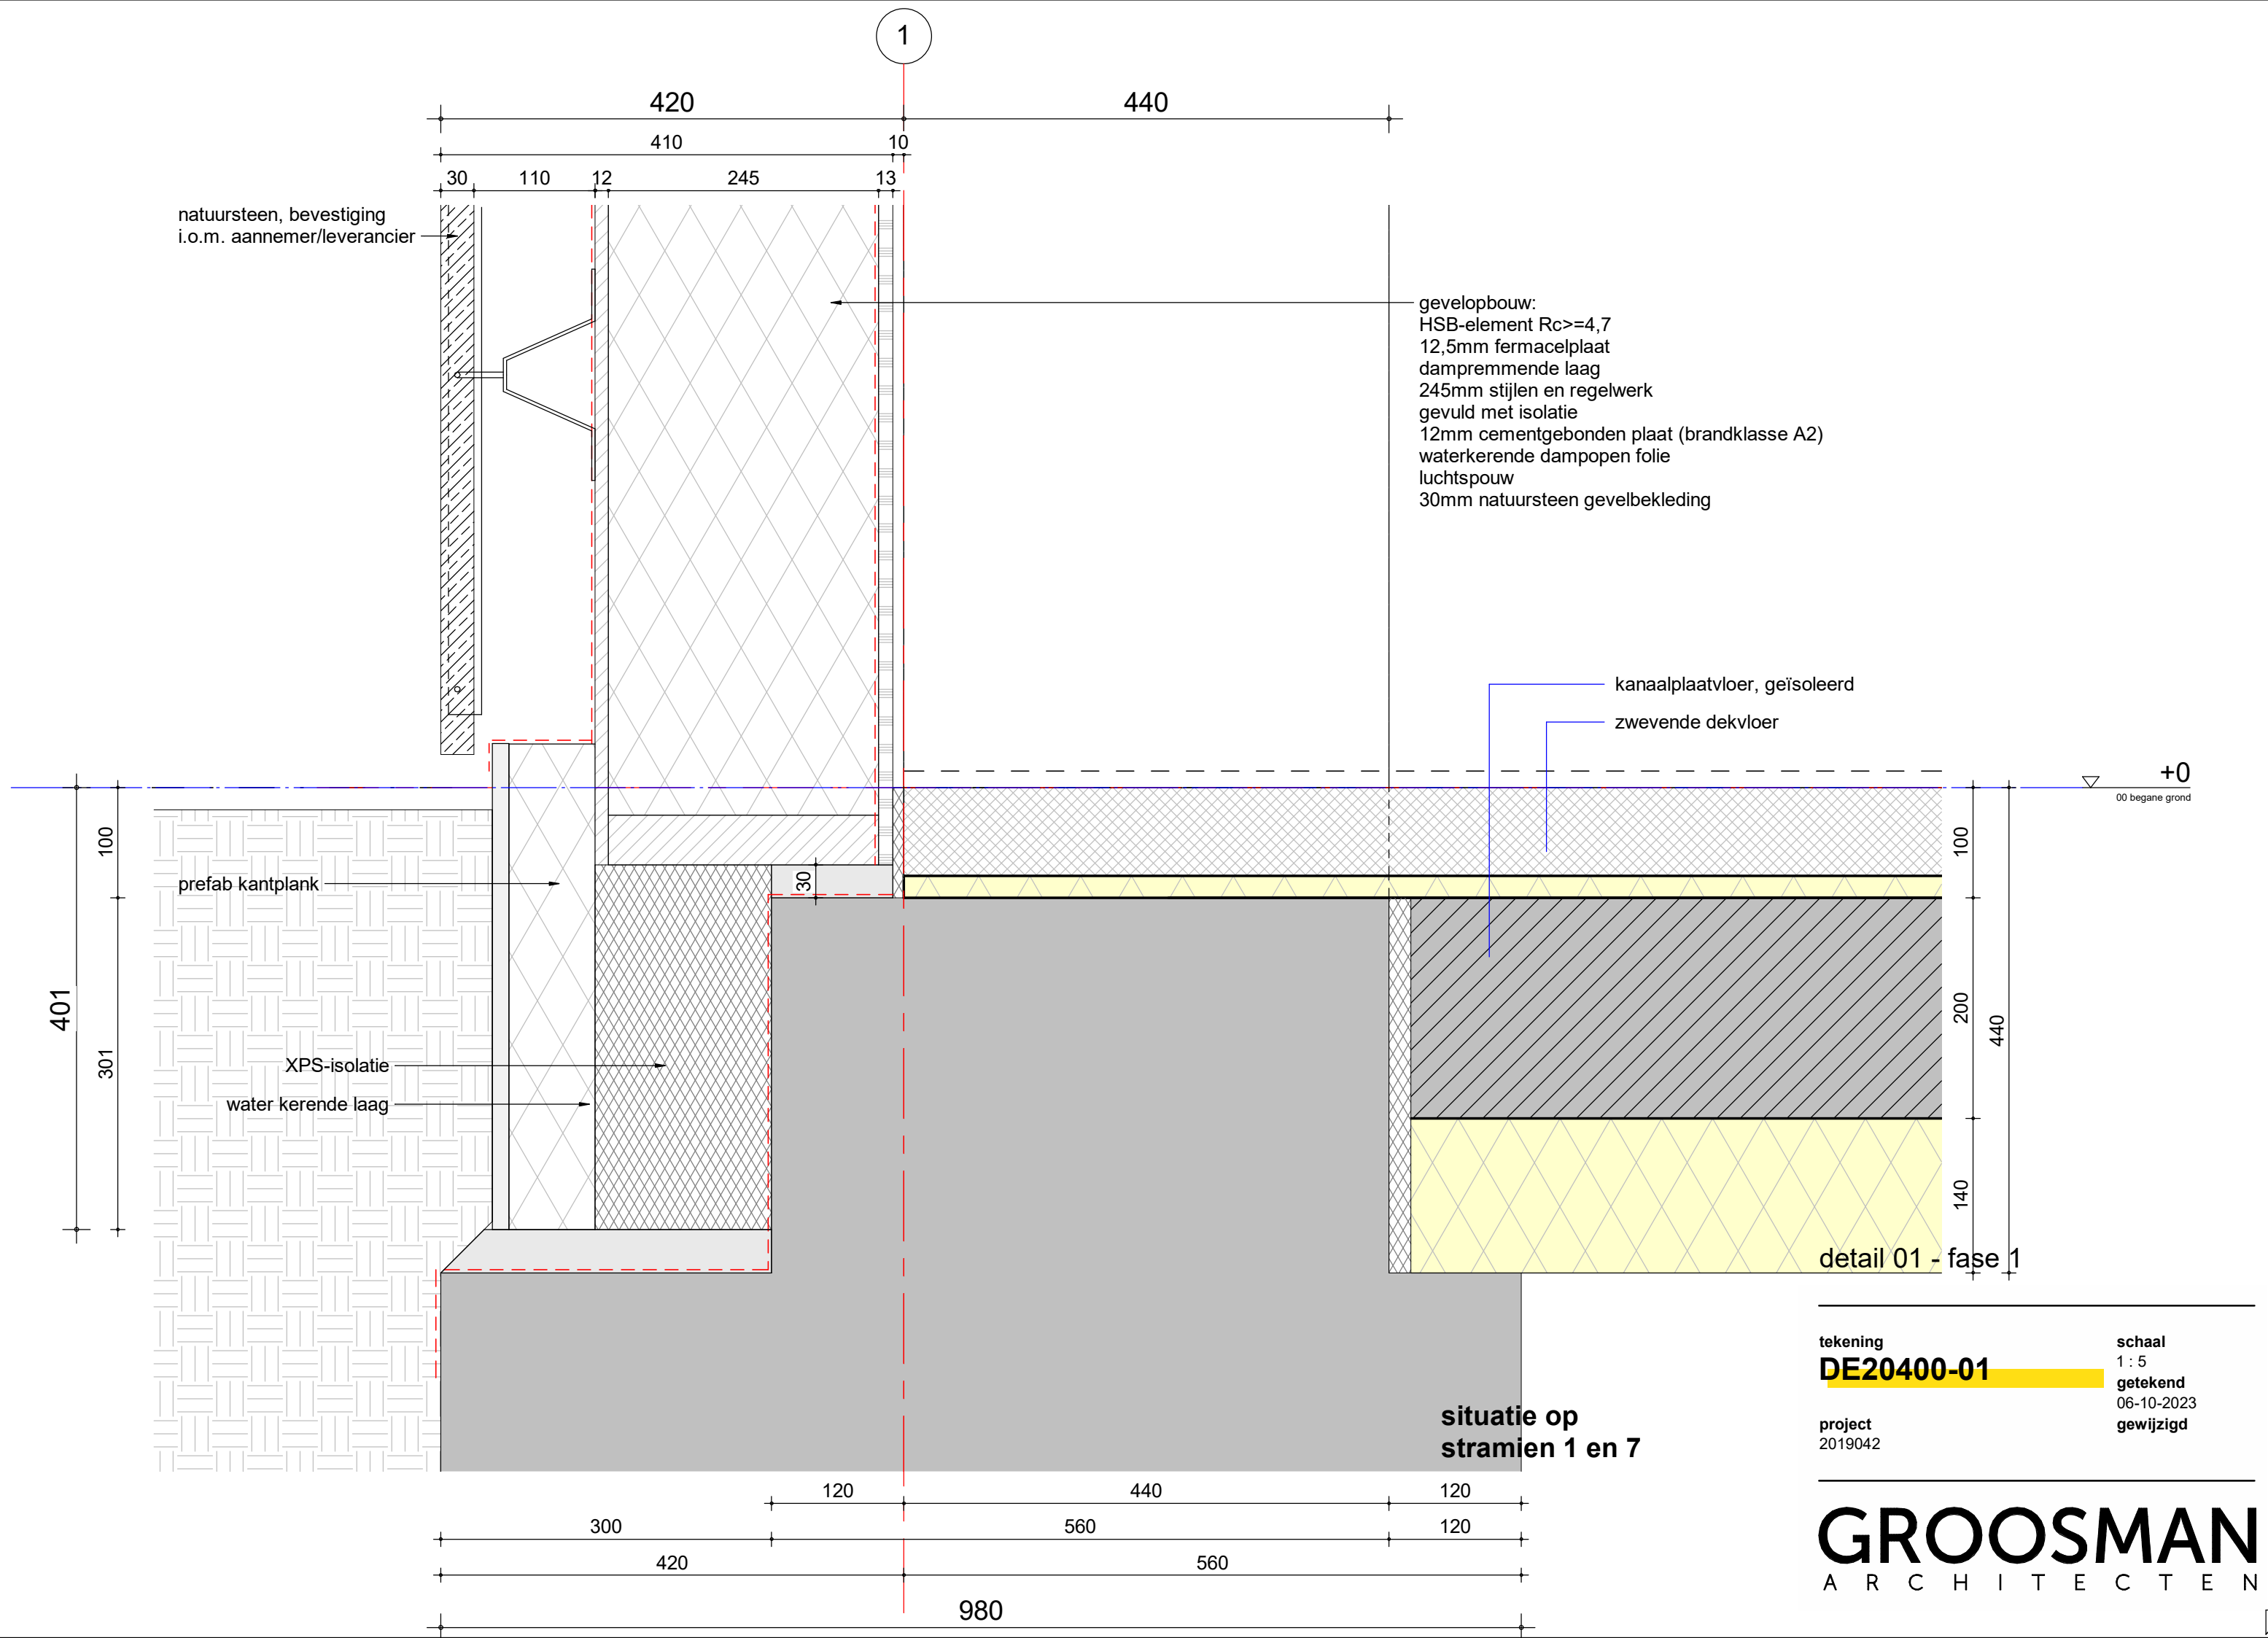 1
420
440
410
10
30
110
12
245
13
natuursteen, bevestiging
i.o.m. aannemer/leverancier
gevelopbouw:
HSB-element Rc>=4,7
12,5mm fermacelplaat
dampremmende laag
245mm stijlen en regelwerk
gevuld met isolatie
12mm cementgebonden plaat (brandklasse A2)
waterkerende dampopen folie
luchtspouw
30mm natuursteen gevelbekleding
kanaalplaatvloer, geïsoleerd
zwevende dekvloer
+0
00 begane grond
100
100
30
prefab kantplank
401
200
440
301
XPS-isolatie
water kerende laag
140
detail 01 - fase 1
tekening
DE20400-01
schaal
1 : 5
getekend
06-10-2023
project
2019042
gewijzigd
situatie op
stramien 1 en 7
120
440
120
300
560
120
420
560
980
GROOSMAN
ARCHITECTEN